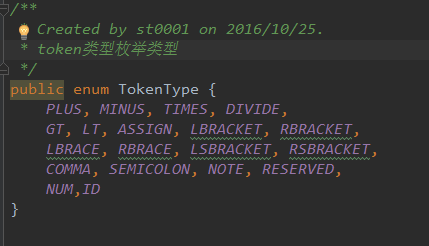 /**
Created by st0001 on 2016/10/25.
* token类型枚举类型
*/
public enum TokenType {
PLUS, MINUS, TIMES, DIVIDE,
GT, LT, ASSIGN, LBRACKET, RBRACKET,
LBRACE, RBRACE, LSBRACKET, RSBRACKET,
COMMA, SEMICOLON, NOTE, RESERVED,
NUM,ID
}